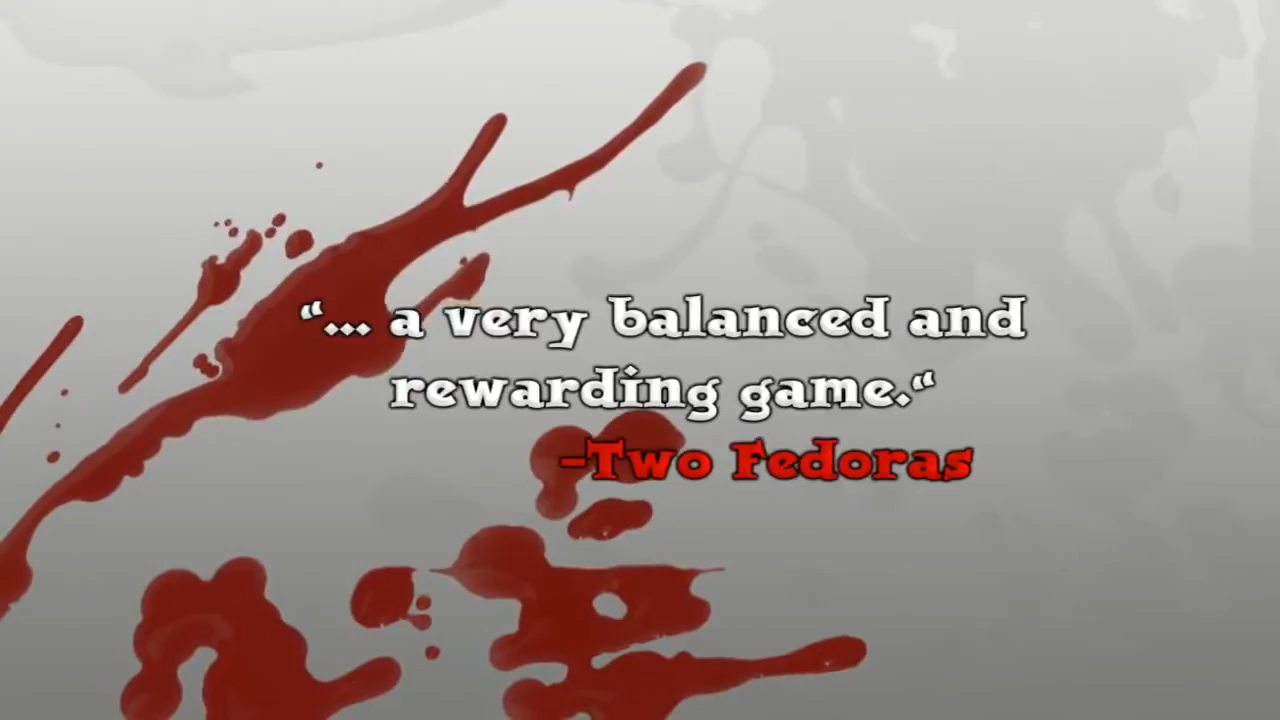 “... a very balanced and
rewarding game.“
-Two Fedoras